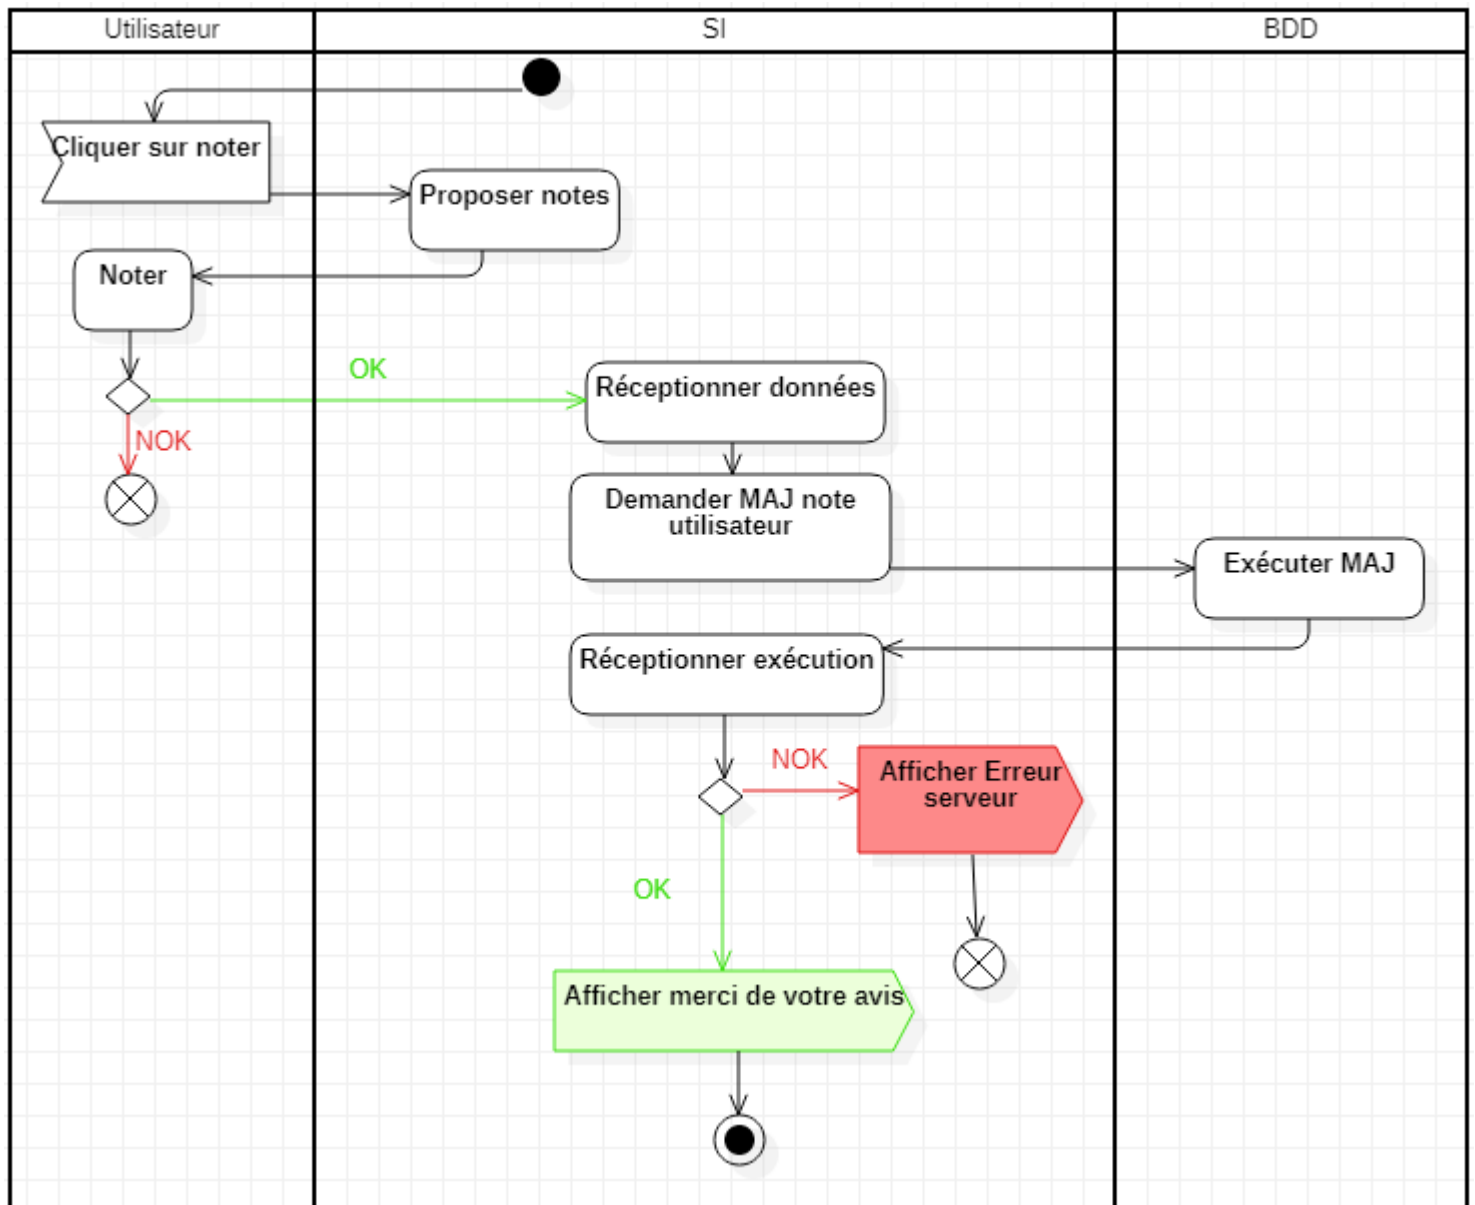 Utilisateur
SI
BDD
Cliquer sur noter
Proposer notes
Noter
OK
Réceptionner données
NOK
Demander MAJ note
utilisateur
Exécuter MAJ
Réceptionner exécution
NOK
Afficher Erreur
serveur
OK
Afficher merci de votre avis